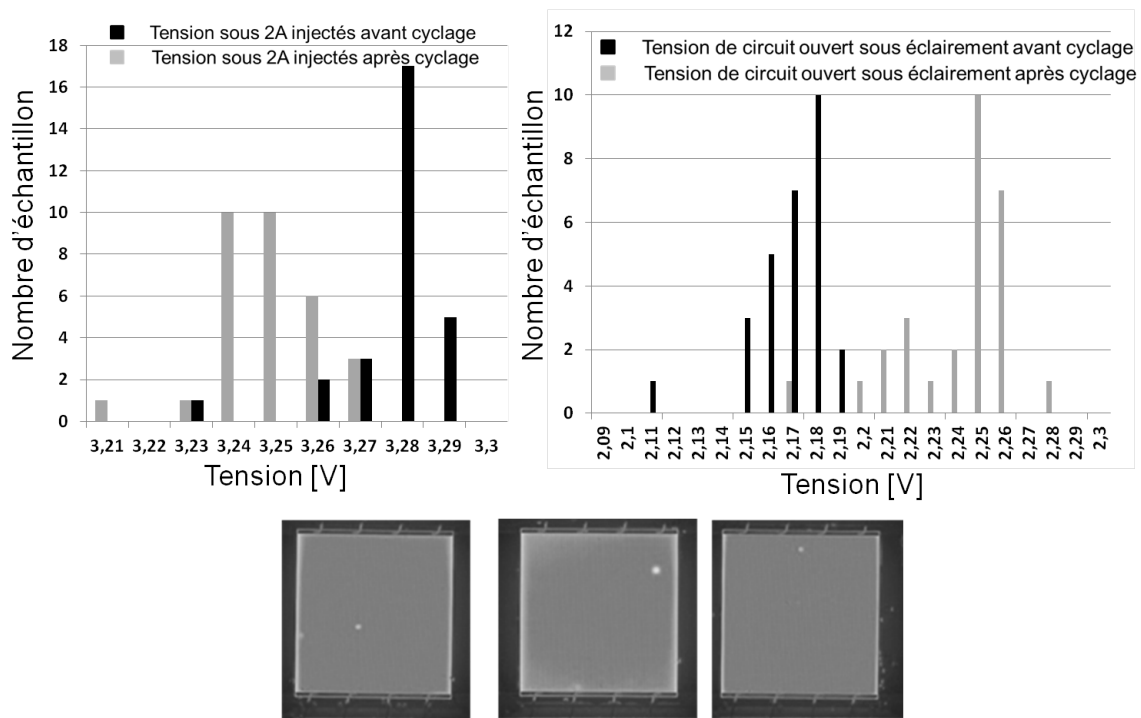 Tension sous 2A injectés avant cyclage
Tension sous 2A injectés après cyclage
18
16
14
12
10
8
6
4
2
0
Nombre d'échantillon
3,21 3,22 3,23 3,24 3,25 3,26 3,27 3,28 3,29 3,3
Tension [V]
Tension de circuit ouvert sous éclairement avant cyclage
Tension de circuit ouvert sous éclairement après cyclage
12
10
8
6
4
2
0
Nombre d'échantillon
2,09 2,1 2,11 2,12 2,13 2,14 2,15 2,16 2,17 2,18 2,19 2,2 2,21 2,22 2,23 2,24 2,25 2,26 2,27 2,28 2,29 2,3
Tension [V]